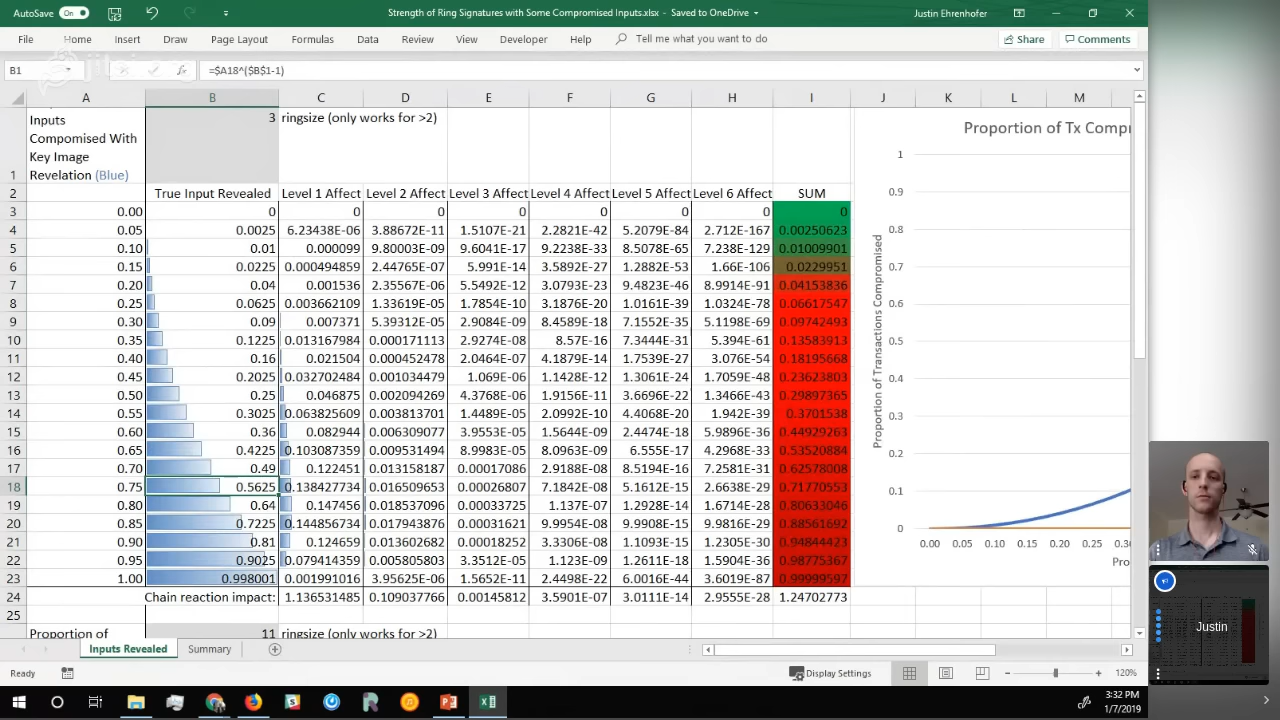 AutoSave On Strength of Ring Signatures with Some Compromised Inputs.xlsx - Saved to OneDrive Justin Ehrenhofer
File Home Insert Draw Page Layout Formulas Data Review View Developer Help Tell me what you want to do Share Comments
B1 =$A18^($B$1-1)
A B C D E F G H I J K L M
Inputs
Compomised With
Key Image
1 Revelation (Blue) 3 ringsize (only works for >2)
2 True Input Revealed Level 1 Affect Level 2 Affect Level 3 Affect Level 4 Affect Level 5 Affect Level 6 Affect SUM
3 0.00 0 0 0 0 0 0 0 0
4 0.05 0.0025 6.23438E-06 3.88672E-11 1.5107E-21 2.2821E-42 5.2079E-84 2.712E-167 0.00250623
5 0.10 0.01 0.000099 9.80003E-09 9.6041E-17 9.2238E-33 8.5078E-65 7.238E-129 0.01009901
6 0.15 0.0225 0.000494859 2.44765E-07 5.991E-14 3.5892E-27 1.2882E-53 1.66E-106 0.0229951
7 0.20 0.04 0.001536 2.35567E-06 5.5492E-12 3.0793E-23 9.4823E-46 8.9914E-91 0.04153836
8 0.25 0.0625 0.003662109 1.33619E-05 1.7854E-10 3.1876E-20 1.0161E-39 1.0324E-78 0.06617547
9 0.30 0.09 0.007371 5.39312E-05 2.9084E-09 8.4589E-18 7.1552E-35 5.1198E-69 0.09742493
10 0.35 0.1225 0.013167984 0.000171113 2.9274E-08 8.57E-16 7.3444E-31 5.394E-61 0.13583913
11 0.40 0.16 0.021504 0.000452478 2.0464E-07 4.1879E-14 1.7539E-27 3.076E-54 0.18195668
12 0.45 0.2025 0.032702484 0.001034479 1.069E-06 1.1428E-12 1.3061E-24 1.7059E-48 0.23623803
13 0.50 0.25 0.046875 0.002094269 4.3768E-06 1.9156E-11 3.6696E-22 1.3466E-43 0.29897365
14 0.55 0.3025 0.063825609 0.003813701 1.4489E-05 2.0992E-10 4.4068E-20 1.942E-39 0.3701538
15 0.60 0.36 0.082944 0.006309077 3.9553E-05 1.5644E-09 2.4474E-18 5.9896E-36 0.44929263
16 0.65 0.4225 0.103087359 0.009531494 8.9983E-05 8.0963E-09 6.555E-17 4.2968E-33 0.53520884
17 0.70 0.49 0.122451 0.013158187 0.00017086 2.9188E-08 8.5194E-16 7.2581E-31 0.62578008
18 0.75 0.5625 0.138427734 0.016509653 0.00026707 7.1842E-08 5.1612E-15 2.6638E-29 0.71770553
19 0.80 0.64 0.147456 0.018537096 0.00033725 1.137E-07 1.2928E-14 1.6714E-28 0.80633046
20 0.85 0.7225 0.144856734 0.017943876 0.00031621 9.9954E-08 9.9908E-15 9.9816E-29 0.88561692
21 0.90 0.81 0.124659 0.013602682 0.00018252 3.3306E-08 1.1093E-15 1.2305E-30 0.94844423
22 0.95 0.9025 0.079414359 0.005805803 3.3512E-05 1.123E-09 1.2611E-18 1.5904E-36 0.98775367
23 1.00 0.998001 0.001991016 3.95625E-06 1.5652E-11 2.4498E-22 6.0016E-44 3.6019E-87 0.99999597
24 Chain reaction impact: 1.136531485 0.109037766 0.00145812 3.5901E-07 3.0111E-14 2.9555E-28 1.24702773
Proportion of 11 ringsize (only works for >2)
Proportion of Tx Compr
Proportion of Transactions Compromised
1
0.9
0.8
0.7
0.6
0.5
0.4
0.3
0.2
0.1
0
0.00 0.05 0.10 0.15 0.20 0.25 0.30
Pro
Inputs Revealed Summary
Ready Display Settings 120%
3:32 PM
1/7/2019
Justin